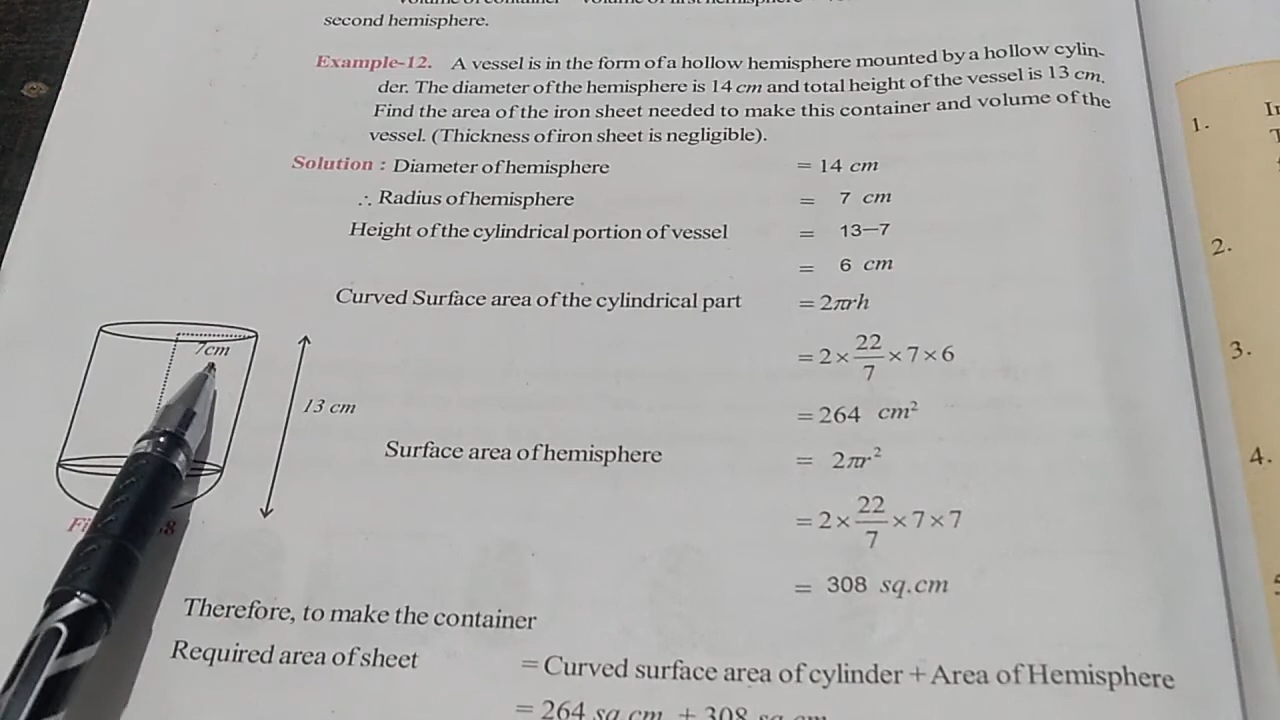 second hemisphere.
Example-12. A vessel is in the form of a hollow hemisphere mounted by a hollow cylin-
der. The diameter of the hemisphere is 14 cm and total height of the vessel is 13 cm.
Find the area of the iron sheet needed to make this container and volume of the
vessel. (Thickness of iron sheet is negligible).
Solution : Diameter of hemisphere = 14 cm
∴ Radius of hemisphere = 7 cm
Height of the cylindrical portion of vessel = 13–7
= 6 cm
Curved Surface area of the cylindrical part = 2πrh
= 2 × 22/7 × 7 × 6
= 264 cm²
Surface area of hemisphere = 2πr²
= 2 × 22/7 × 7 × 7
= 308 sq.cm
7cm
13 cm
Therefore, to make the container
Required area of sheet = Curved surface area of cylinder + Area of Hemisphere
= 264 sq cm + 308 sq cm
1.
2.
3.
4.